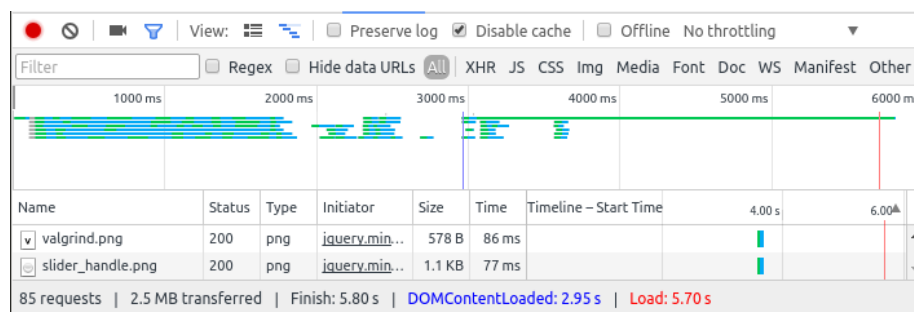 View: Preserve log Disable cache Offline No throttling
Filter Regex Hide data URLs All XHR JS CSS Img Media Font Doc WS Manifest Other
1000 ms 2000 ms 3000 ms 4000 ms 5000 ms 6000 m
Name Status Type Initiator Size Time Timeline – Start Time 4.00 s 6.00
valgrind.png 200 png jquery.min... 578 B 86 ms
slider_handle.png 200 png jquery.min... 1.1 KB 77 ms
85 requests | 2.5 MB transferred | Finish: 5.80 s | DOMContentLoaded: 2.95 s | Load: 5.70 s